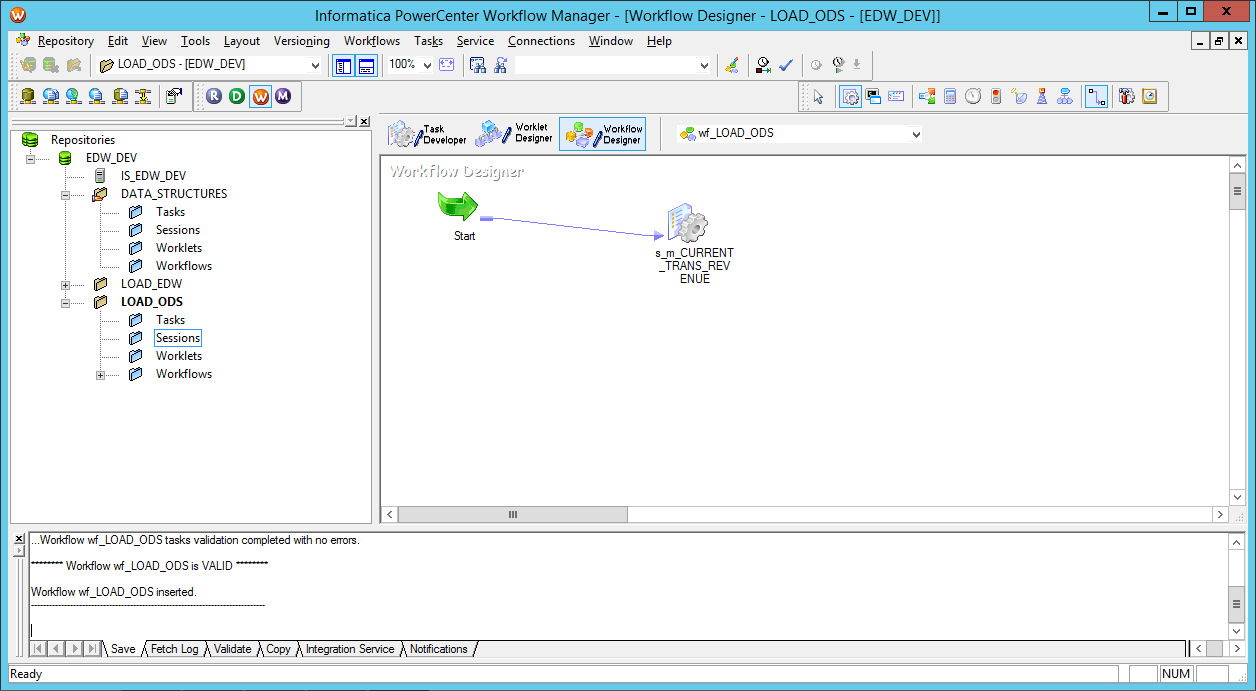 Informatica PowerCenter Workflow Manager - [Workflow Designer - LOAD_ODS - [EDW_DEV]]
Repository Edit View Tools Layout Versioning Workflows Tasks Service Connections Window Help
LOAD_ODS - [EDW_DEV] 100%
R D W M
Task Developer Worklet Designer Workflow Designer wf_LOAD_ODS
Repositories
EDW_DEV
IS_EDW_DEV
DATA_STRUCTURES
Tasks
Sessions
Worklets
Workflows
LOAD_EDW
LOAD_ODS
Tasks
Sessions
Worklets
Workflows
Workflow Designer
Start
s_m_CURRENT
_TRANS_REV
ENUE
...Workflow wf_LOAD_ODS tasks validation completed with no errors.
******** Workflow wf_LOAD_ODS is VALID ********
Workflow wf_LOAD_ODS inserted.
Save Fetch Log Validate Copy Integration Service Notifications
Ready NUM